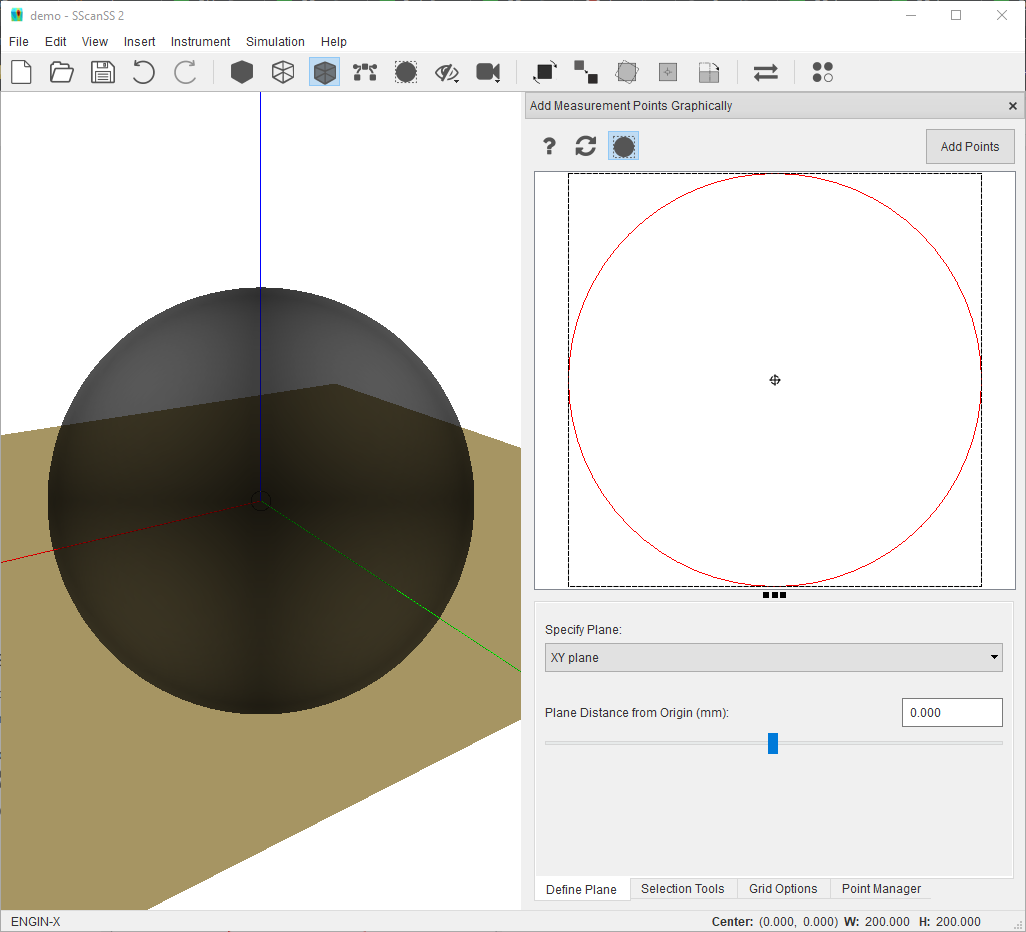 demo - SScanSS 2
File Edit View Insert Instrument Simulation Help
Add Measurement Points Graphically
?
Add Points
Specify Plane:
XY plane
Plane Distance from Origin (mm):
0.000
Define Plane Selection Tools Grid Options Point Manager
ENGIN-X
Center: (0.000, 0.000) W: 200.000 H: 200.000